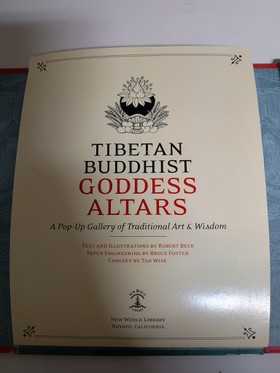 TIBETAN
BUDDHIST
GODDESS
ALTARS
A Pop-Up Gallery of Traditional Art & Wisdom
Text and Illustrations by Robert Beer
Paper Engineering by Bruce Foster
Concept by Tad Wise
New World Library
Novato, California